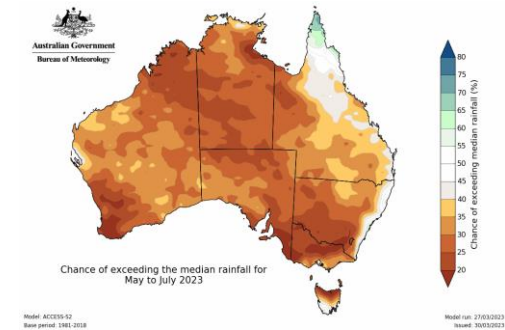 Australian Government
Bureau of Meteorology
80
75
70
65
60
55
50
45
40
35
30
25
20
Chance of exceeding median rainfall (%)
Chance of exceeding the median rainfall for
May to July 2023
Model: ACCESS-S2
Base period: 1981-2018
Model run: 27/03/2023
Issued: 30/03/2023